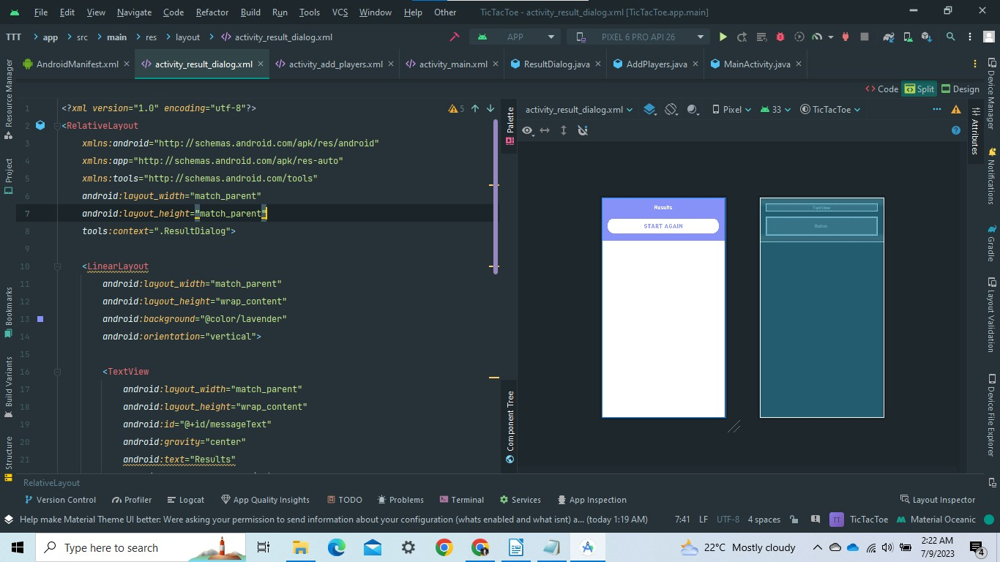 File Edit View Navigate Code Refactor Build Run Tools VCS Window Help Other TicTacToe - activity_result_dialog.xml [TicTacToe.app.main]
TTT app src main res layout activity_result_dialog.xml APP PIXEL 6 PRO API 26
AndroidManifest.xml activity_result_dialog.xml activity_add_players.xml activity_main.xml ResultDialog.java AddPlayers.java MainActivity.java
Code Split Design
Resource Manager
Project
Bookmarks
Build Variants
Structure
1 <?xml version="1.0" encoding="utf-8"?>
2 <RelativeLayout
3 xmlns:android="http://schemas.android.com/apk/res/android"
4 xmlns:app="http://schemas.android.com/apk/res-auto"
5 xmlns:tools="http://schemas.android.com/tools"
6 android:layout_width="match_parent"
7 android:layout_height="match_parent"
8 tools:context=".ResultDialog">
9
10 <LinearLayout
11 android:layout_width="match_parent"
12 android:layout_height="wrap_content"
13 android:background="@color/lavender"
14 android:orientation="vertical">
15
16 <TextView
17 android:layout_width="match_parent"
18 android:layout_height="wrap_content"
19 android:id="@+id/messageText"
20 android:gravity="center"
21 android:text="Results"
5
Palette
Component Tree
activity_result_dialog.xml Pixel 33 TicTacToe
Results
START AGAIN
TextView
Button
Attributes
Device Manager
Notifications
Gradle
Layout Validation
Device File Explorer
RelativeLayout
Version Control Profiler Logcat App Quality Insights TODO Problems Terminal Services App Inspection Layout Inspector
Help make Material Theme UI better: Were asking your permission to send information about your configuration (whats enabled and what isnt) a... (today 1:19 AM) 7:41 LF UTF-8 4 spaces TT TicTacToe Material Oceanic
Type here to search 22°C Mostly cloudy 2:22 AM
7/9/2023 4